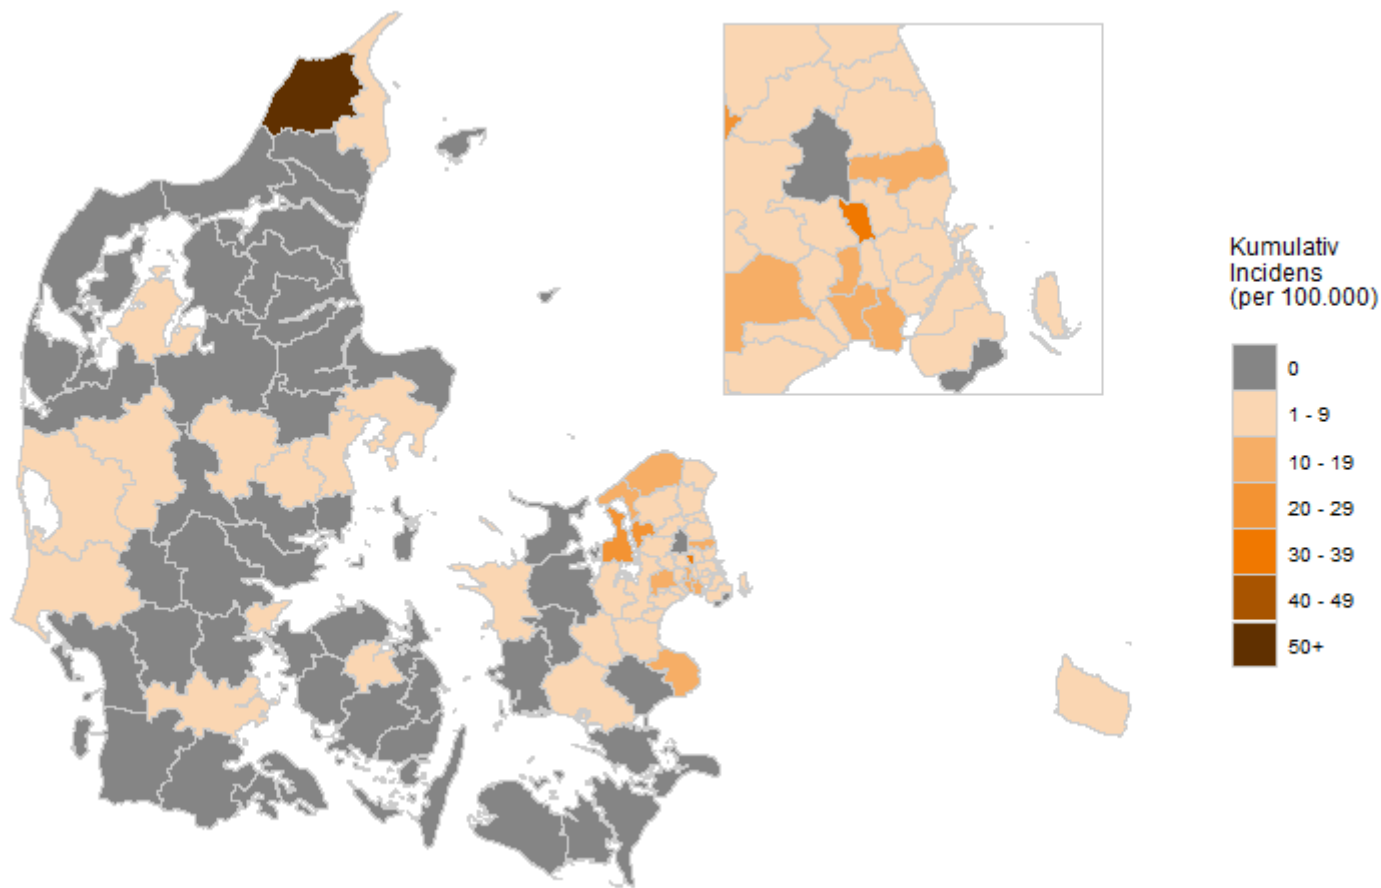 Kumulativ
Incidens
(per 100.000)
0
1 - 9
10 - 19
20 - 29
30 - 39
40 - 49
50+